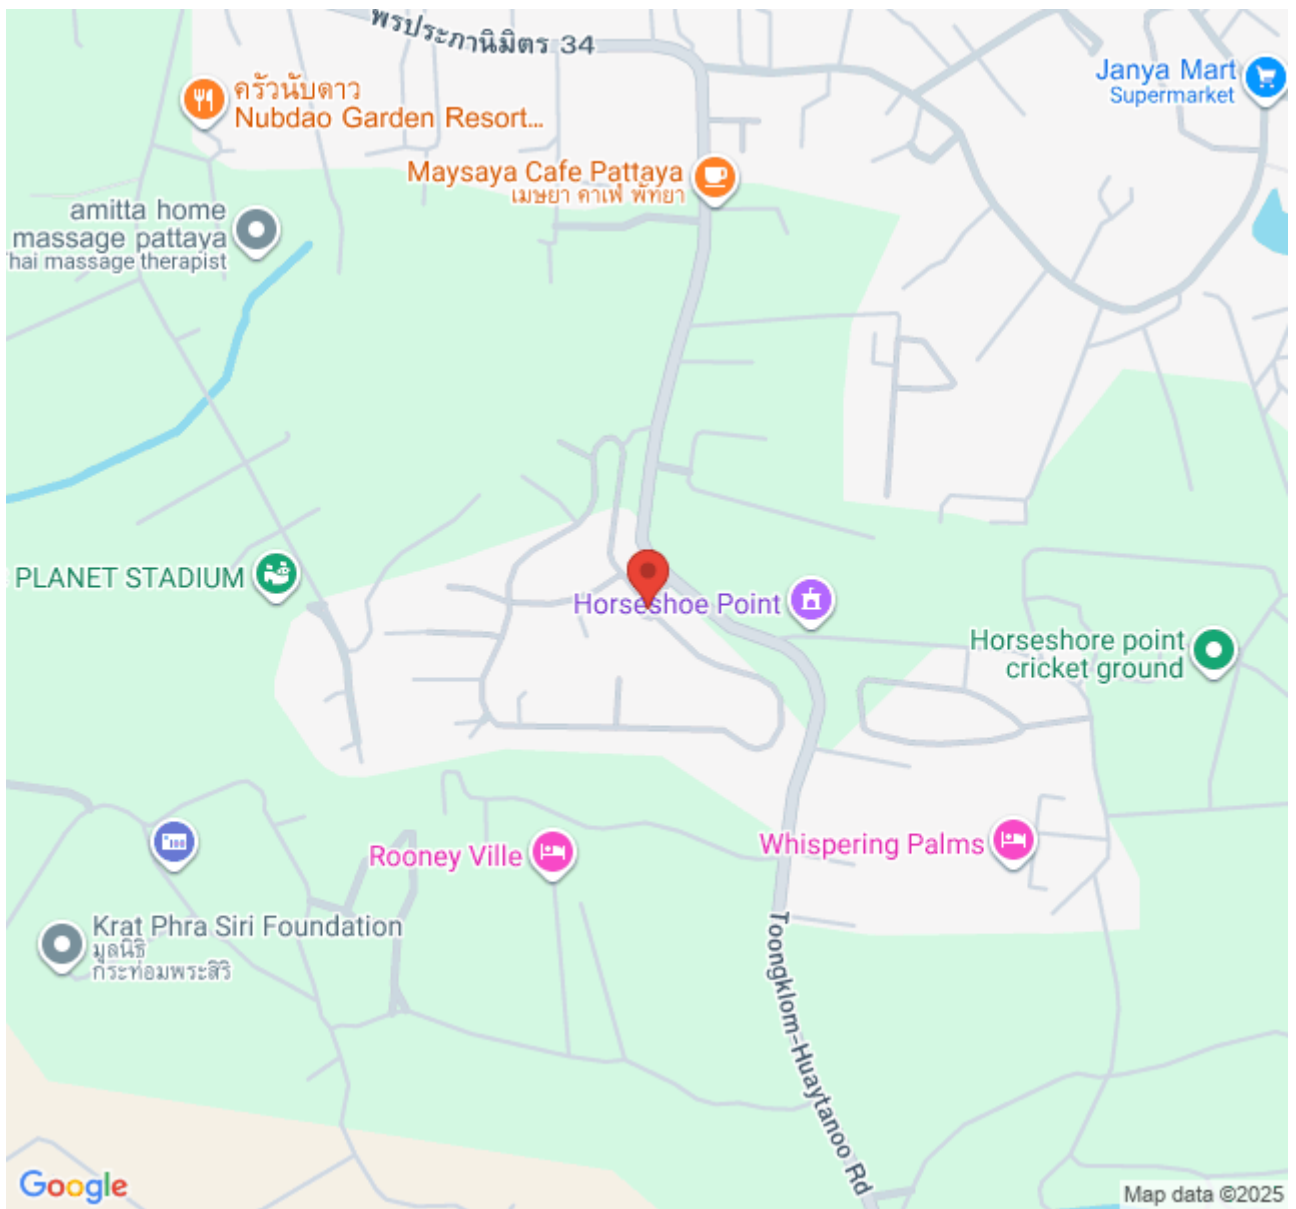 พรประภานิมิตร 34
Janya Mart
Supermarket
ครัวนับดาว
Nubdao Garden Resort...
Maysaya Cafe Pattaya
เมษยา คาเฟ่ พัทยา
amitta home
massage pattaya
Thai massage therapist
PLANET STADIUM
Horseshoe Point
Horseshore point
cricket ground
Rooney Ville
Whispering Palms
Krat Phra Siri Foundation
มูลนิธิ
กระท่อมพระสิริ
Toongklom-Huaytanoo Rd
Google
Map data ©2025